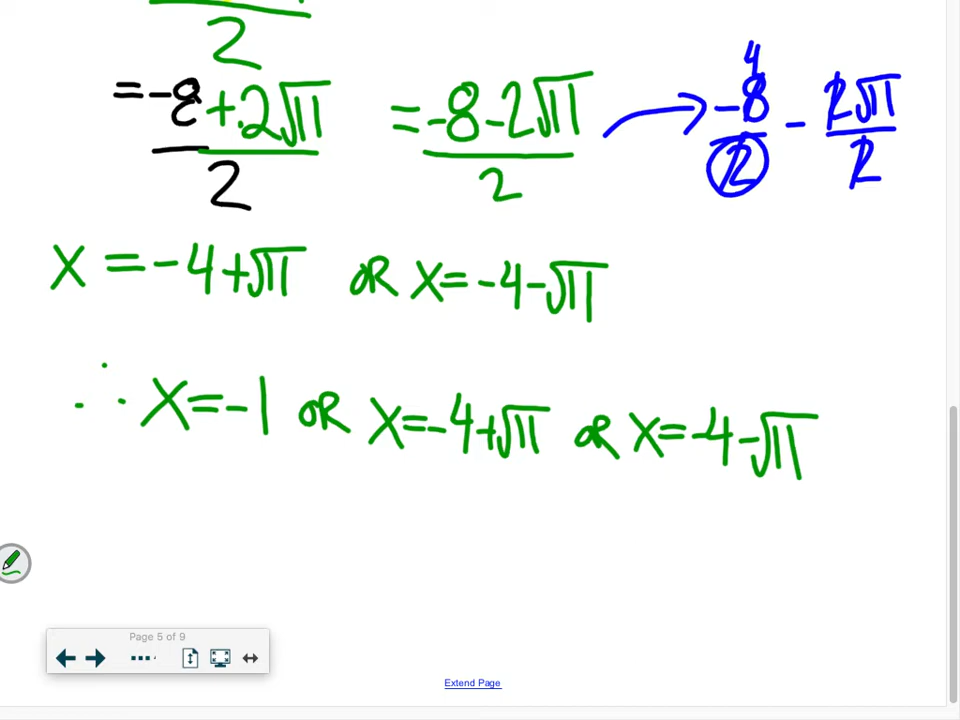 2
= -8 + 2√11 = -8 - 2√11 → -8 4 - 2√11
2 2 2 2
x = -4 + √11 OR x = -4 - √11
∴ x = -1 OR x = -4 + √11 OR x = -4 - √11
Page 5 of 9
Extend Page